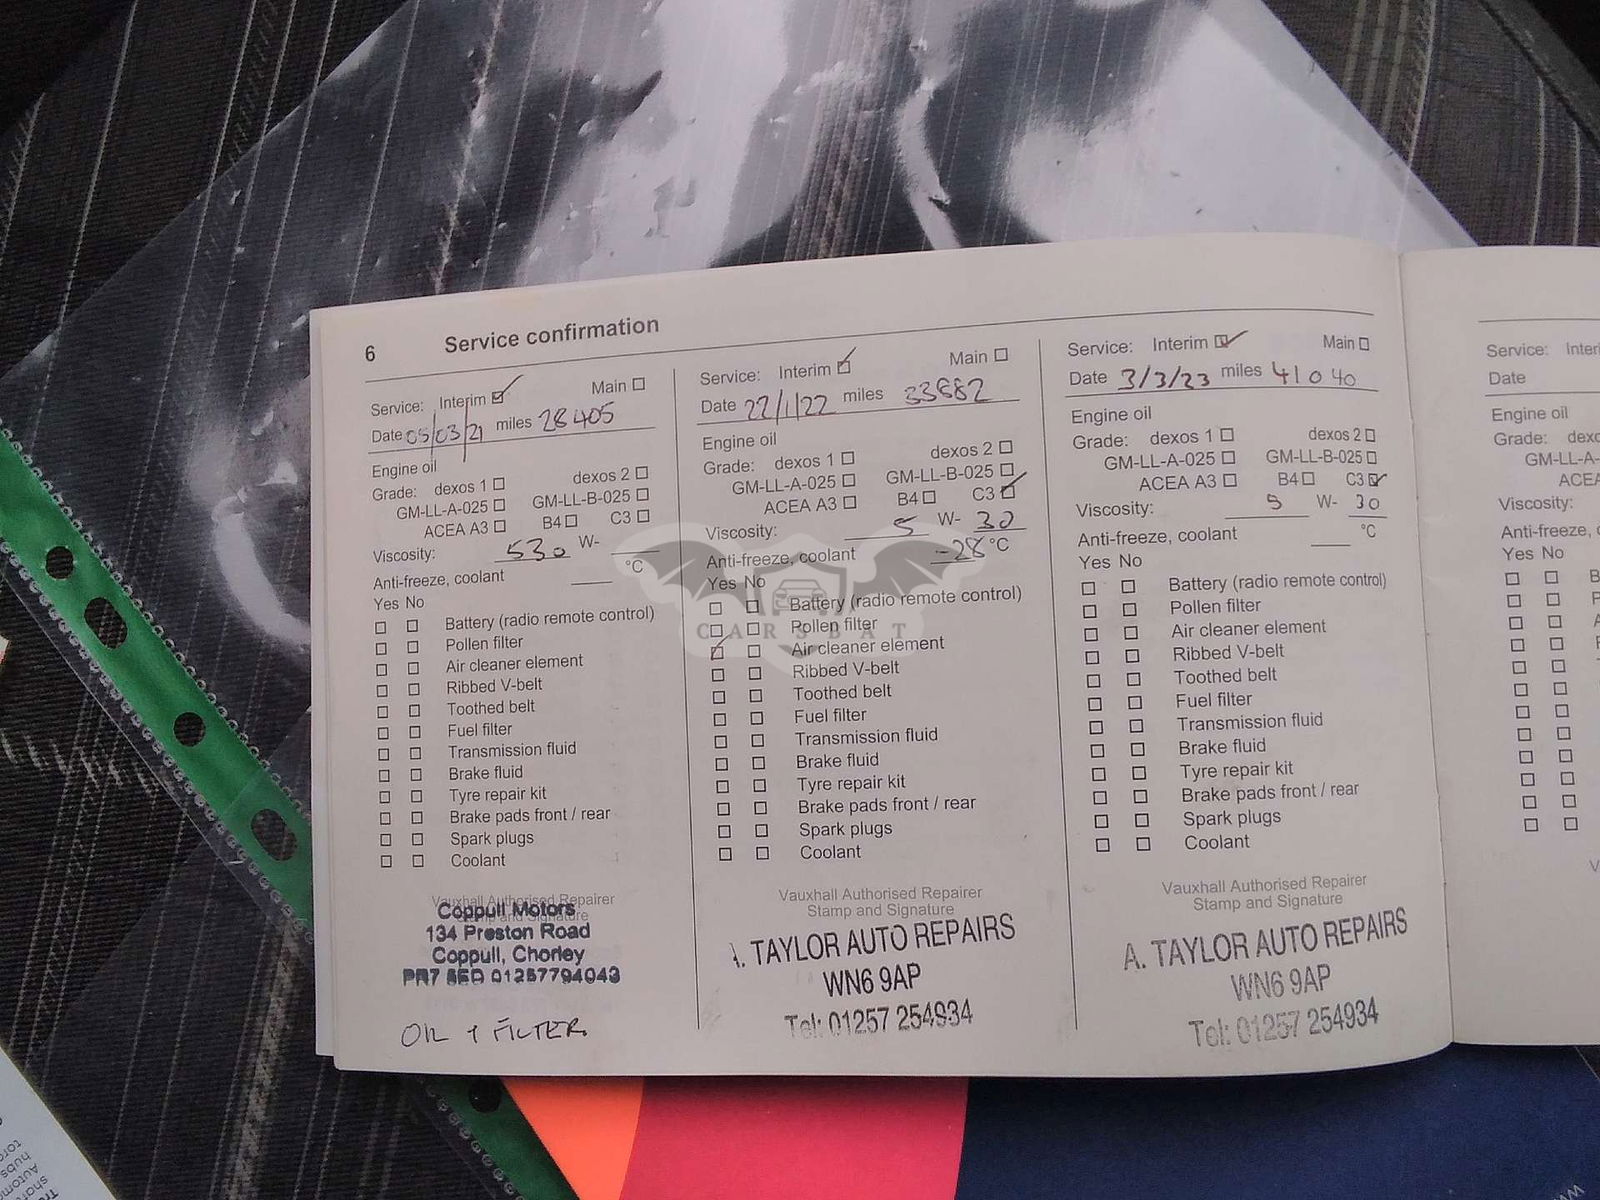 6 Service confirmation
Service: Interim Main
Date 05/03/21 miles 28405
Engine oil
Grade: dexos 1 dexos 2
GM-LL-A-025 GM-LL-B-025
ACEA A3 B4 C3
Viscosity: 530 W-
Anti-freeze, coolant °C
Yes No
Battery (radio remote control)
Pollen filter
Air cleaner element
Ribbed V-belt
Toothed belt
Fuel filter
Transmission fluid
Brake fluid
Tyre repair kit
Brake pads front / rear
Spark plugs
Coolant
Vauxhall Authorised Repairer
Stamp and Signature
Coppull Motors
134 Preston Road
Coppull, Chorley
PR7 5ED 01257794043
OIL + FILTER
Service: Interim Main
Date 22/1/22 miles 33682
Engine oil
Grade: dexos 1 dexos 2
GM-LL-A-025 GM-LL-B-025
ACEA A3 B4 C3
Viscosity: 5 W- 30
Anti-freeze, coolant -28 °C
Yes No
Battery (radio remote control)
Pollen filter
Air cleaner element
Ribbed V-belt
Toothed belt
Fuel filter
Transmission fluid
Brake fluid
Tyre repair kit
Brake pads front / rear
Spark plugs
Coolant
Vauxhall Authorised Repairer
Stamp and Signature
A. TAYLOR AUTO REPAIRS
WN6 9AP
Tel: 01257 254934
Service: Interim Main
Date 3/3/23 miles 41040
Engine oil
Grade: dexos 1 dexos 2
GM-LL-A-025 GM-LL-B-025
ACEA A3 B4 C3
Viscosity: 5 W- 30
Anti-freeze, coolant °C
Yes No
Battery (radio remote control)
Pollen filter
Air cleaner element
Ribbed V-belt
Toothed belt
Fuel filter
Transmission fluid
Brake fluid
Tyre repair kit
Brake pads front / rear
Spark plugs
Coolant
Vauxhall Authorised Repairer
Stamp and Signature
A. TAYLOR AUTO REPAIRS
WN6 9AP
Tel: 01257 254934
Service: Inter
Date
Engine oil
Grade: dexo
GM-LL-A-
ACEA
Viscosity:
Anti-freeze,
Yes No
CARSBAT